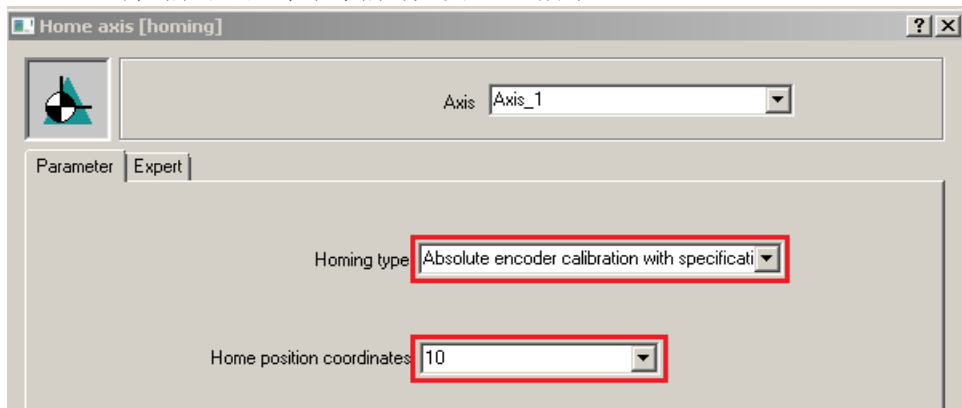 Home axis [homing]
Axis Axis_1
Parameter Expert
Homing type Absolute encoder calibration with specificati
Home position coordinates 10